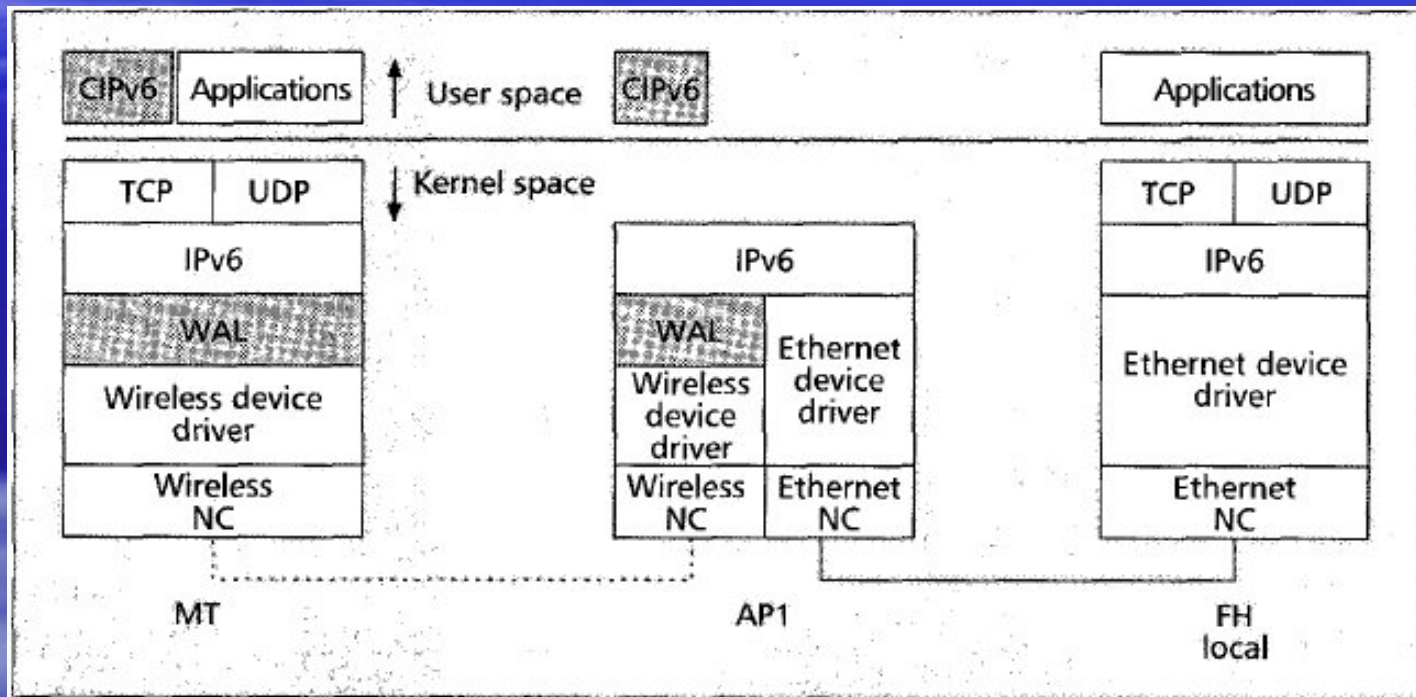 CIPv6 Applications
User space
CIPv6
Applications
TCP UDP
Kernel space
TCP UDP
IPv6
IPv6
IPv6
WAL
WAL
Ethernet
device
driver
Ethernet device
driver
Wireless device
driver
Wireless
device
driver
Wireless
NC
Wireless
NC
Ethernet
NC
Ethernet
NC
MT
AP1
FH
local